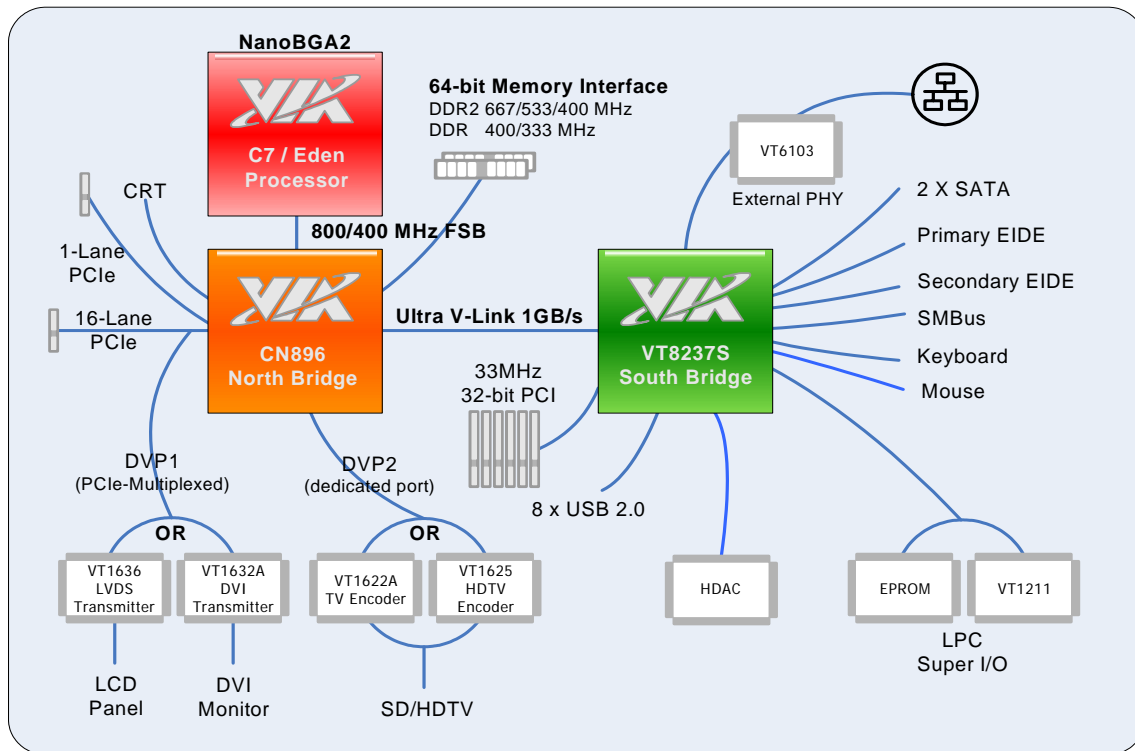 NanoBGA2
VIA
C7 / Eden
Processor
64-bit Memory Interface
DDR2 667/533/400 MHz
DDR 400/333 MHz
VT6103
External PHY
CRT
1-Lane
PCIe
16-Lane
PCIe
800/400 MHz FSB
VIA
CN896
North Bridge
Ultra V-Link 1GB/s
VIA
VT8237S
South Bridge
2 X SATA
Primary EIDE
Secondary EIDE
SMBus
Keyboard
Mouse
33MHz
32-bit PCI
8 x USB 2.0
DVP1
(PCIe-Multiplexed)
DVP2
(dedicated port)
OR
OR
VT1636
LVDS
Transmitter
VT1632A
DVI
Transmitter
VT1622A
TV Encoder
VT1625
HDTV
Encoder
HDAC
EPROM
VT1211
LPC
Super I/O
LCD
Panel
DVI
Monitor
SD/HDTV